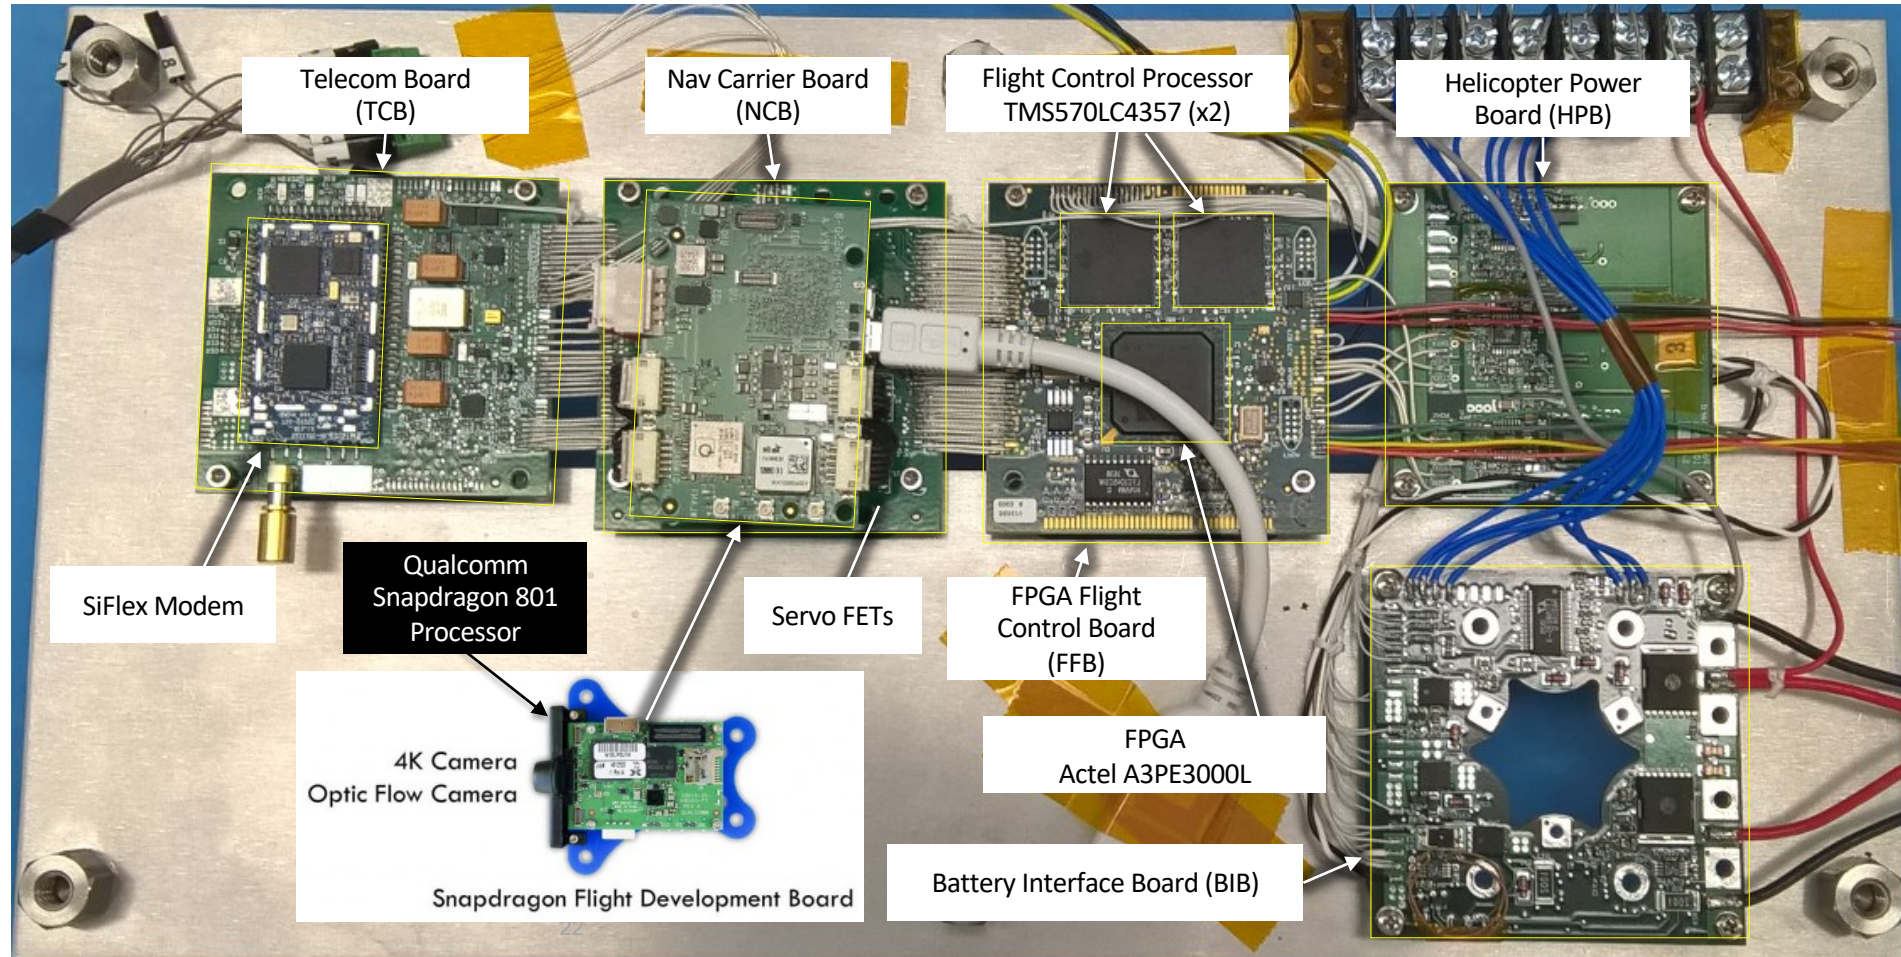 Telecom Board
(TCB)
Nav Carrier Board
(NCB)
Flight Control Processor
TMS570LC4357 (x2)
Helicopter Power
Board (HPB)
SiFlex Modem
Qualcomm
Snapdragon 801
Processor
Servo FETs
FPGA Flight
Control Board
(FFB)
FPGA
Actel A3PE3000L
4K Camera
Optic Flow Camera
Snapdragon Flight Development Board
Battery Interface Board (BIB)
22
3